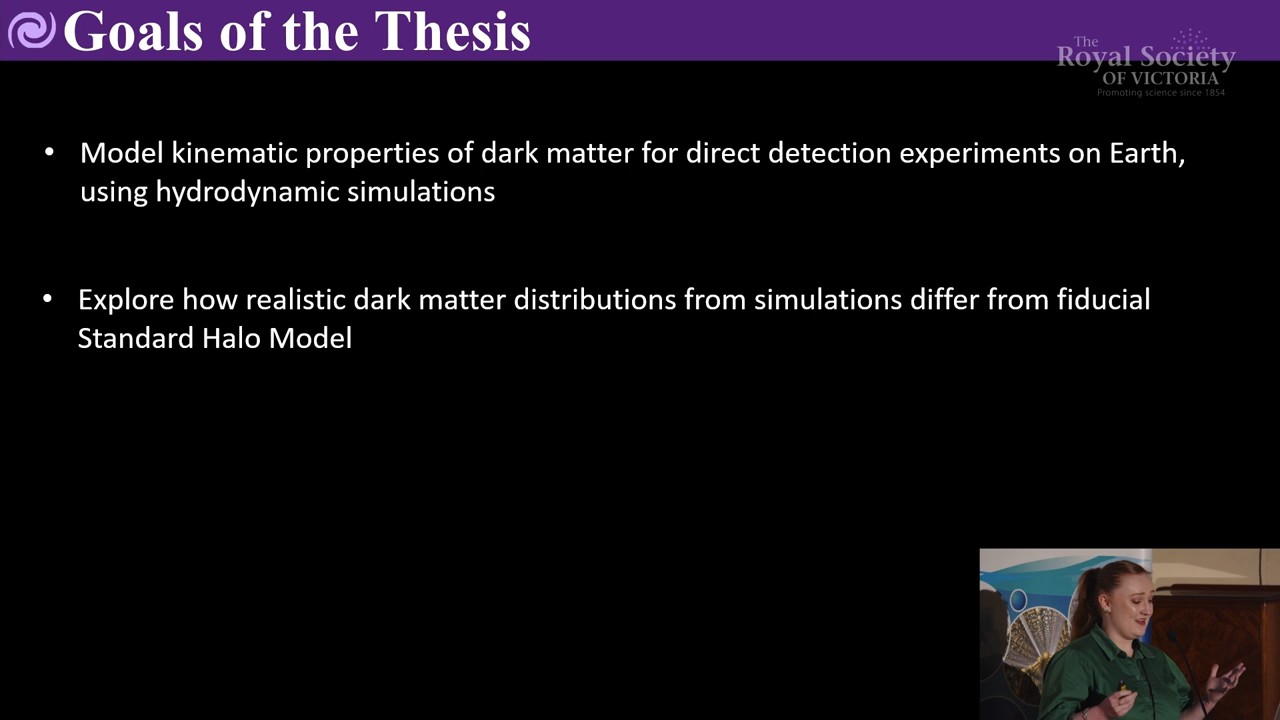 Goals of the Thesis
The
Royal Society
OF VICTORIA
Promoting science since 1854
• Model kinematic properties of dark matter for direct detection experiments on Earth,
using hydrodynamic simulations
• Explore how realistic dark matter distributions from simulations differ from fiducial
Standard Halo Model